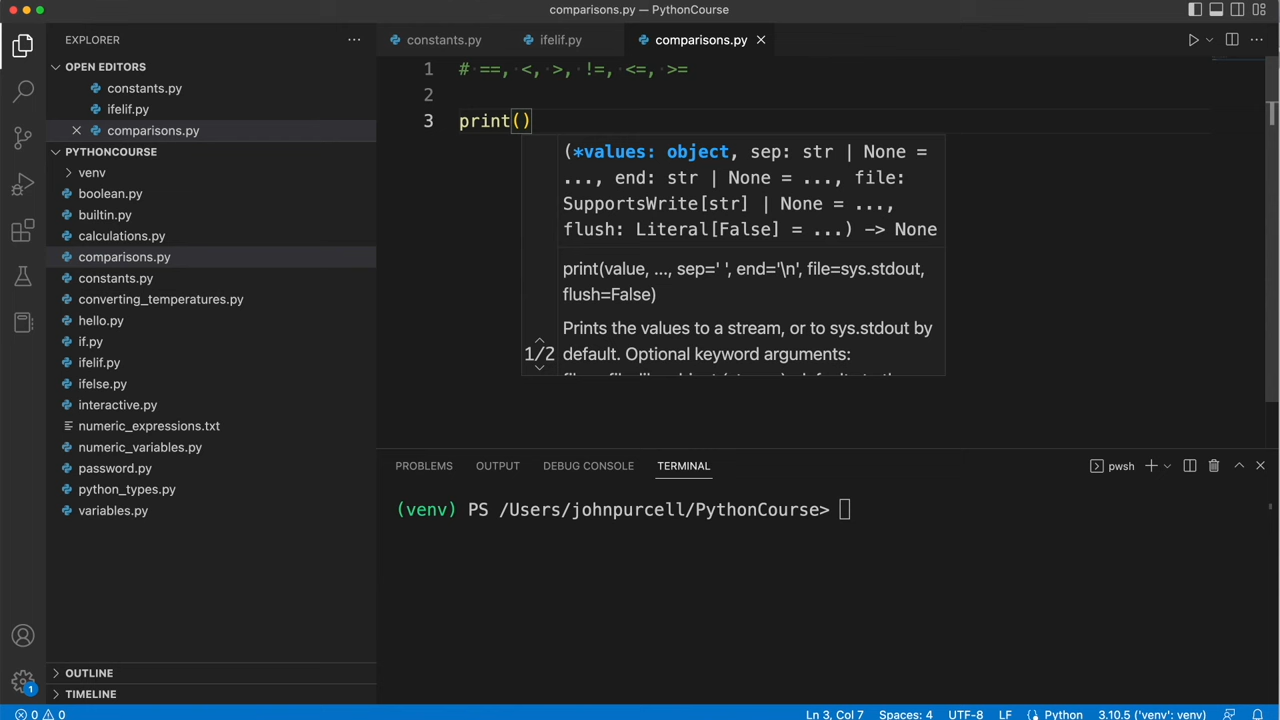 comparisons.py — PythonCourse
EXPLORER
OPEN EDITORS
constants.py
ifelif.py
comparisons.py
PYTHONCOURSE
venv
boolean.py
builtin.py
calculations.py
comparisons.py
constants.py
converting_temperatures.py
hello.py
if.py
ifelif.py
ifelse.py
interactive.py
numeric_expressions.txt
numeric_variables.py
password.py
python_types.py
variables.py
OUTLINE
TIMELINE
constants.py ifelif.py comparisons.py
1 # ==, <, >, !=, <=, >=
2
3 print()
(*values: object, sep: str | None =
..., end: str | None = ..., file:
SupportsWrite[str] | None = ...,
flush: Literal[False] = ...) -> None
print(value, ..., sep=' ', end='\n', file=sys.stdout,
flush=False)
Prints the values to a stream, or to sys.stdout by
default. Optional keyword arguments:
1/2
PROBLEMS OUTPUT DEBUG CONSOLE TERMINAL pwsh
(venv) PS /Users/johnpurcell/PythonCourse>
1
0 0 Ln 3, Col 7 Spaces: 4 UTF-8 LF Python 3.10.5 ('venv': venv)